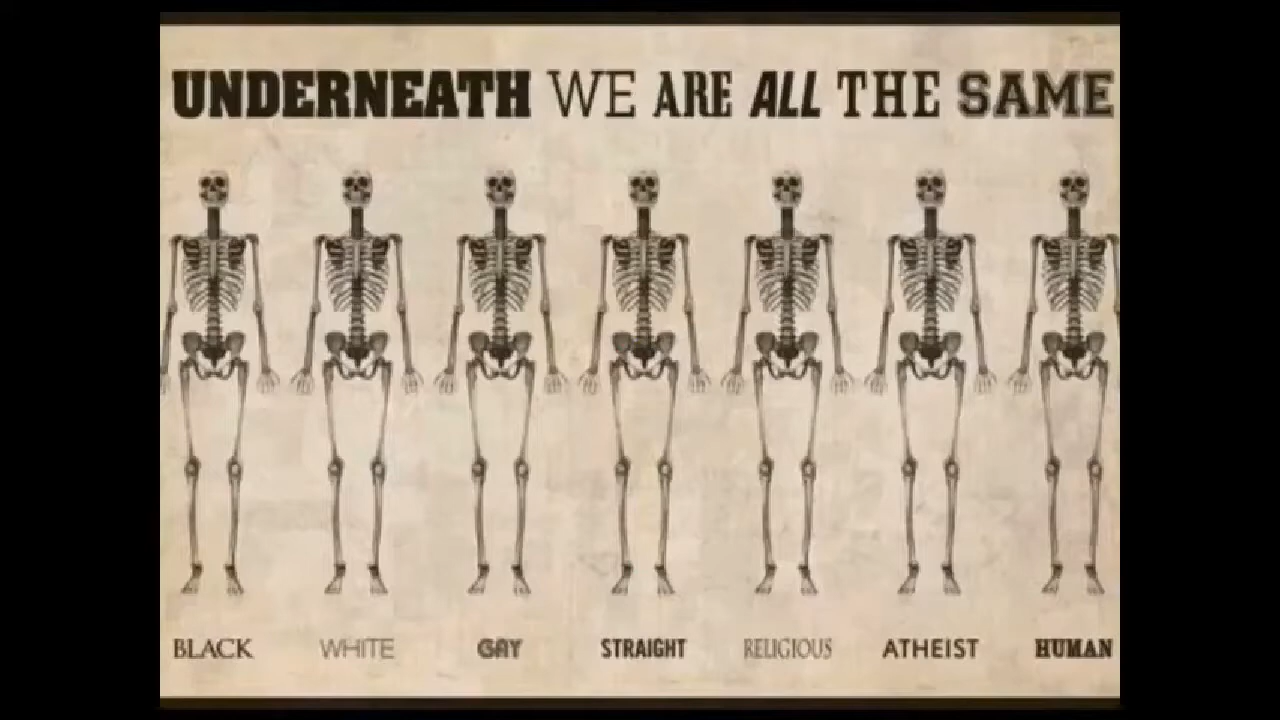 UNDERNEATH WE ARE ALL THE SAME
BLACK WHITE GAY STRAIGHT RELIGIOUS ATHEIST HUMAN